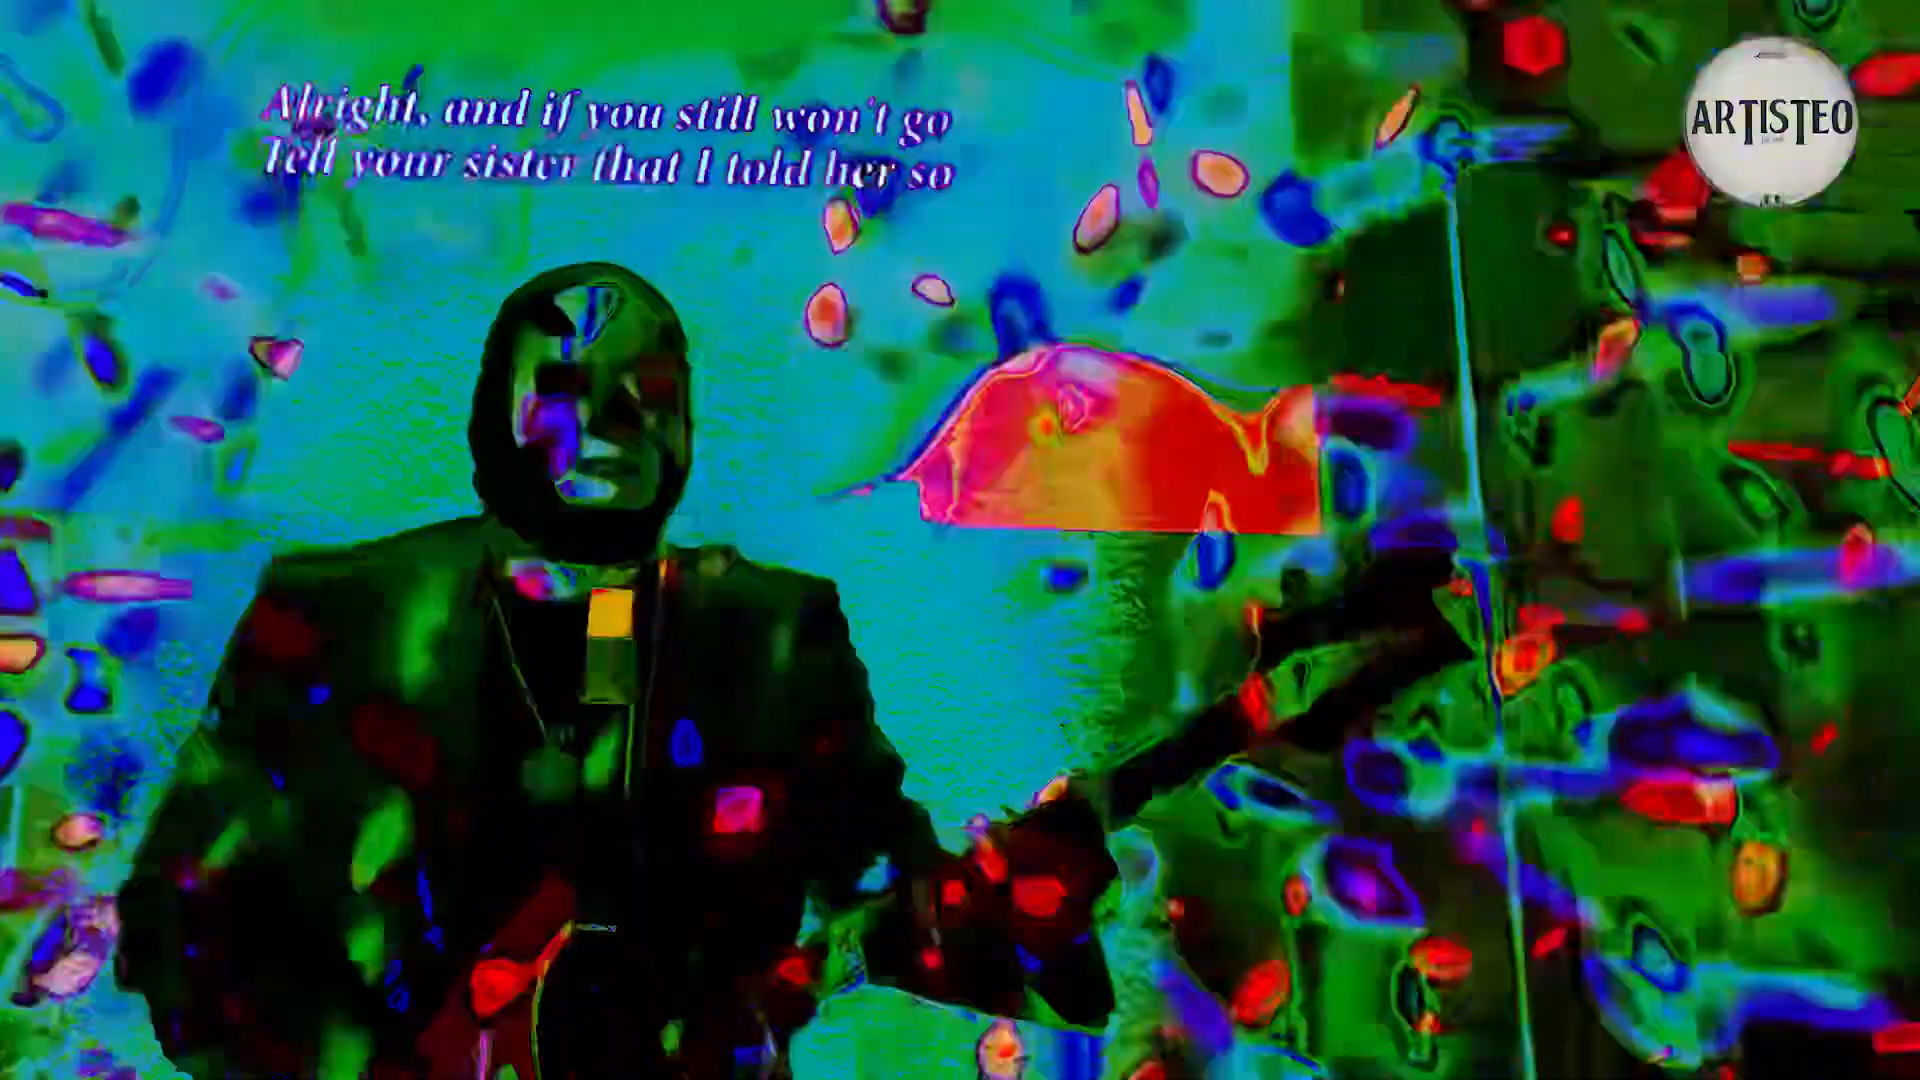 Alright, and if you still won't go
Tell your sister that I told her so
ARTISTEO